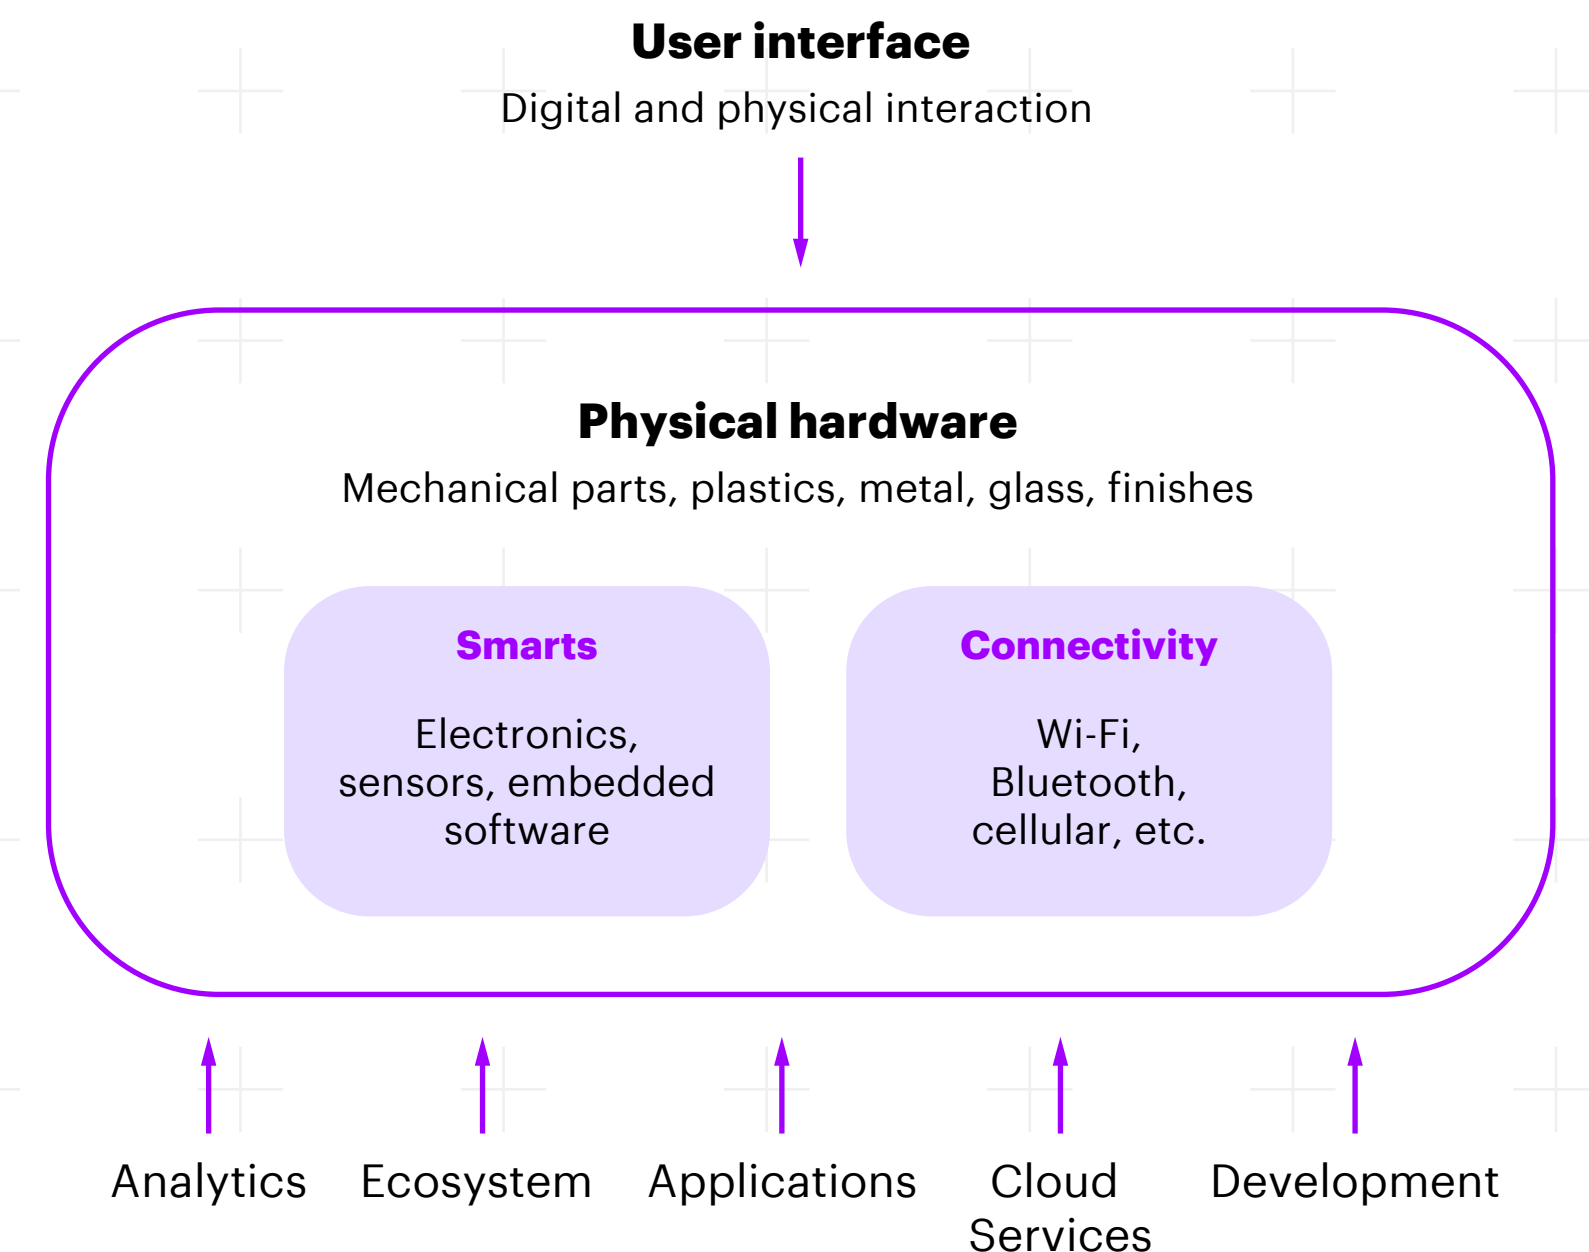 User interface
Digital and physical interaction
Physical hardware
Mechanical parts, plastics, metal, glass, finishes
Smarts
Electronics,
sensors, embedded
software
Connectivity
Wi-Fi,
Bluetooth,
cellular, etc.
Analytics
Ecosystem
Applications
Cloud
Services
Development